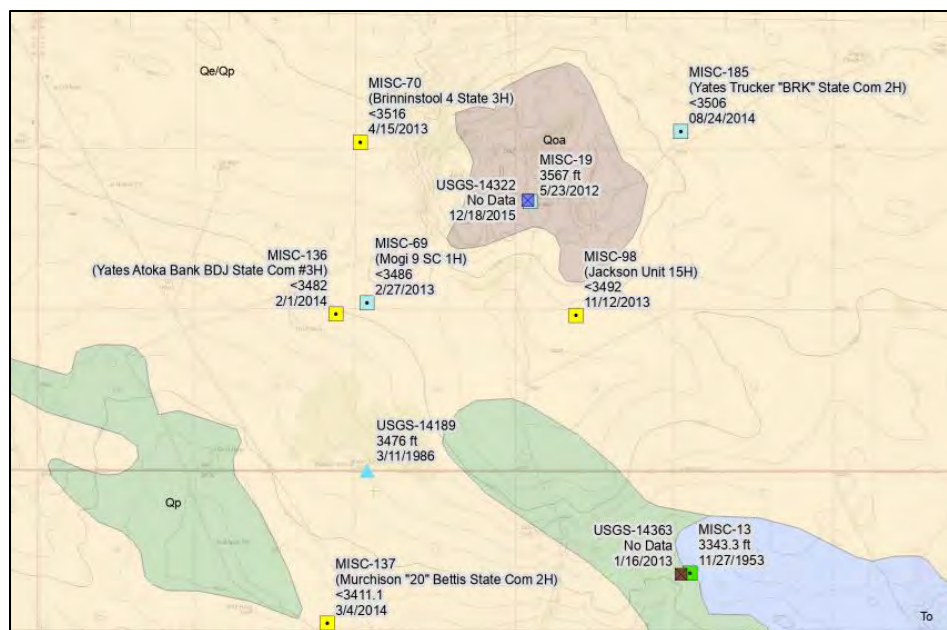 Qe/Qp
MISC-70
(Brinninstool 4 State 3H)
<3516
4/15/2013
MISC-185
(Yates Trucker "BRK" State Com 2H)
<3506
08/24/2014
Qoa
MISC-19
3567 ft
5/23/2012
USGS-14322
No Data
12/18/2015
MISC-136
(Yates Atoka Bank BDJ State Com #3H)
<3482
2/1/2014
MISC-69
(Mogi 9 SC 1H)
<3486
2/27/2013
MISC-98
(Jackson Unit 15H)
<3492
11/12/2013
USGS-14189
3476 ft
3/11/1986
Qp
USGS-14363
No Data
1/16/2013
MISC-13
3343.3 ft
11/27/1953
MISC-137
(Murchison "20" Bettis State Com 2H)
<3411.1
3/4/2014
To